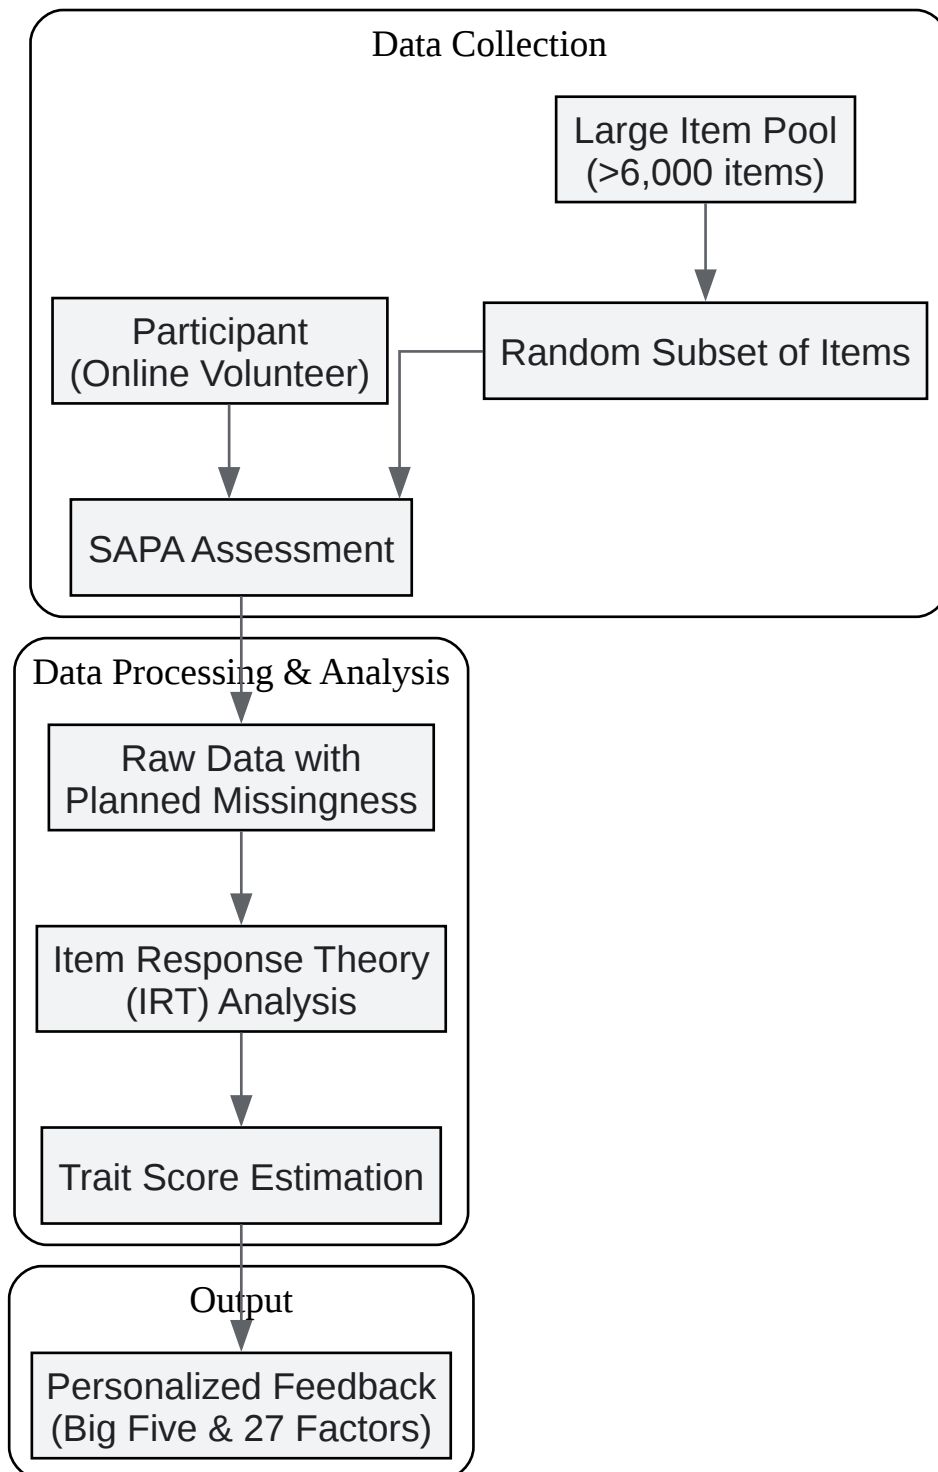 Data Collection
Large Item Pool
(>6,000 items)
Participant
(Online Volunteer)
Random Subset of Items
SAPA Assessment
Data Processing & Analysis
Raw Data with
Planned Missingness
Item Response Theory
(IRT) Analysis
Trait Score Estimation
Output
Personalized Feedback
(Big Five & 27 Factors)